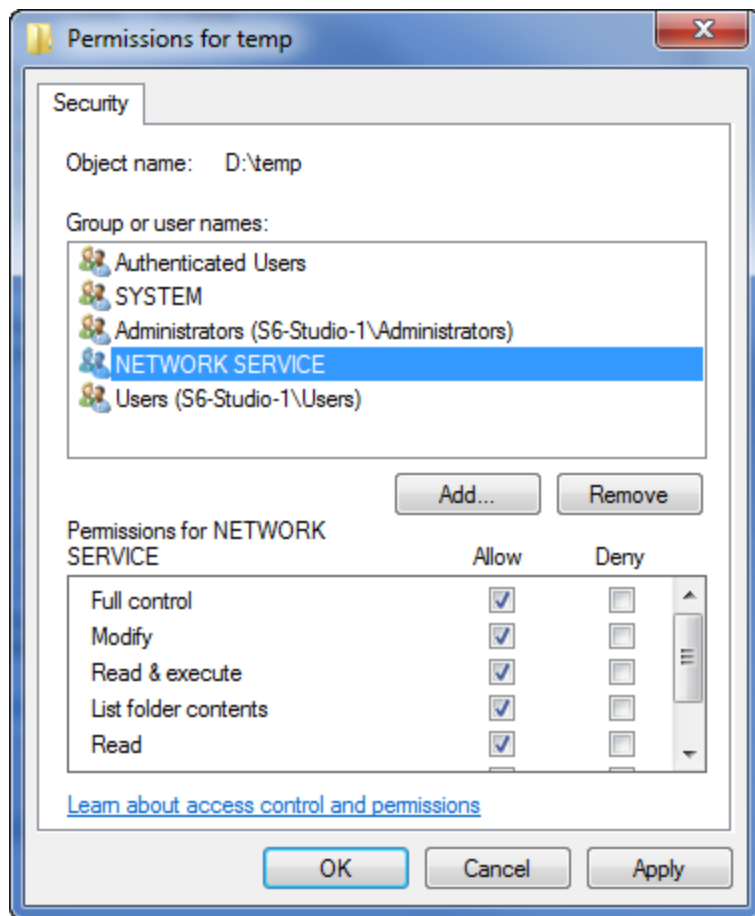 Permissions for temp
Security
Object name: D:\temp
Group or user names:
Authenticated Users
SYSTEM
Administrators (S6-Studio-1\Administrators)
NETWORK SERVICE
Users (S6-Studio-1\Users)
Add... Remove
Permissions for NETWORK
SERVICE Allow Deny
Full control
Modify
Read & execute
List folder contents
Read
Learn about access control and permissions
OK Cancel Apply